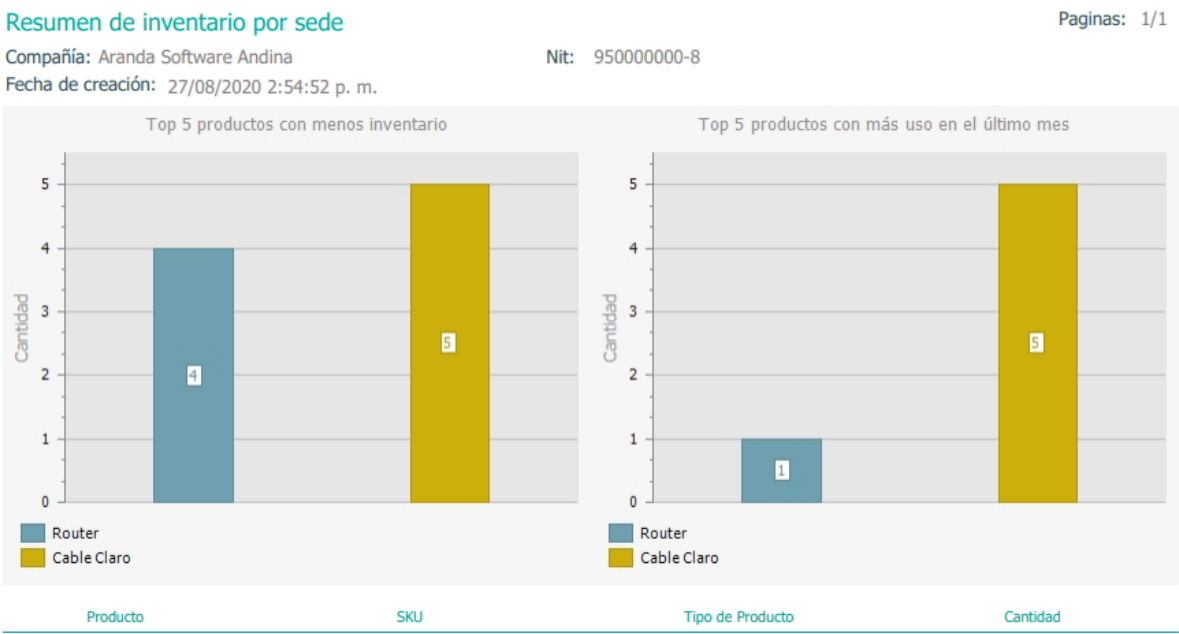 Resumen de inventario por sede
Paginas: 1/1
Compañía: Aranda Software Andina
Nit: 950000000-8
Fecha de creación: 27/08/2020 2:54:52 p. m.
Top 5 productos con menos inventario
5
4
3
2
1
0
Cantidad
4
5
Router
Cable Claro
Top 5 productos con más uso en el último mes
5
4
3
2
1
0
Cantidad
1
5
Router
Cable Claro
Producto SKU Tipo de Producto Cantidad